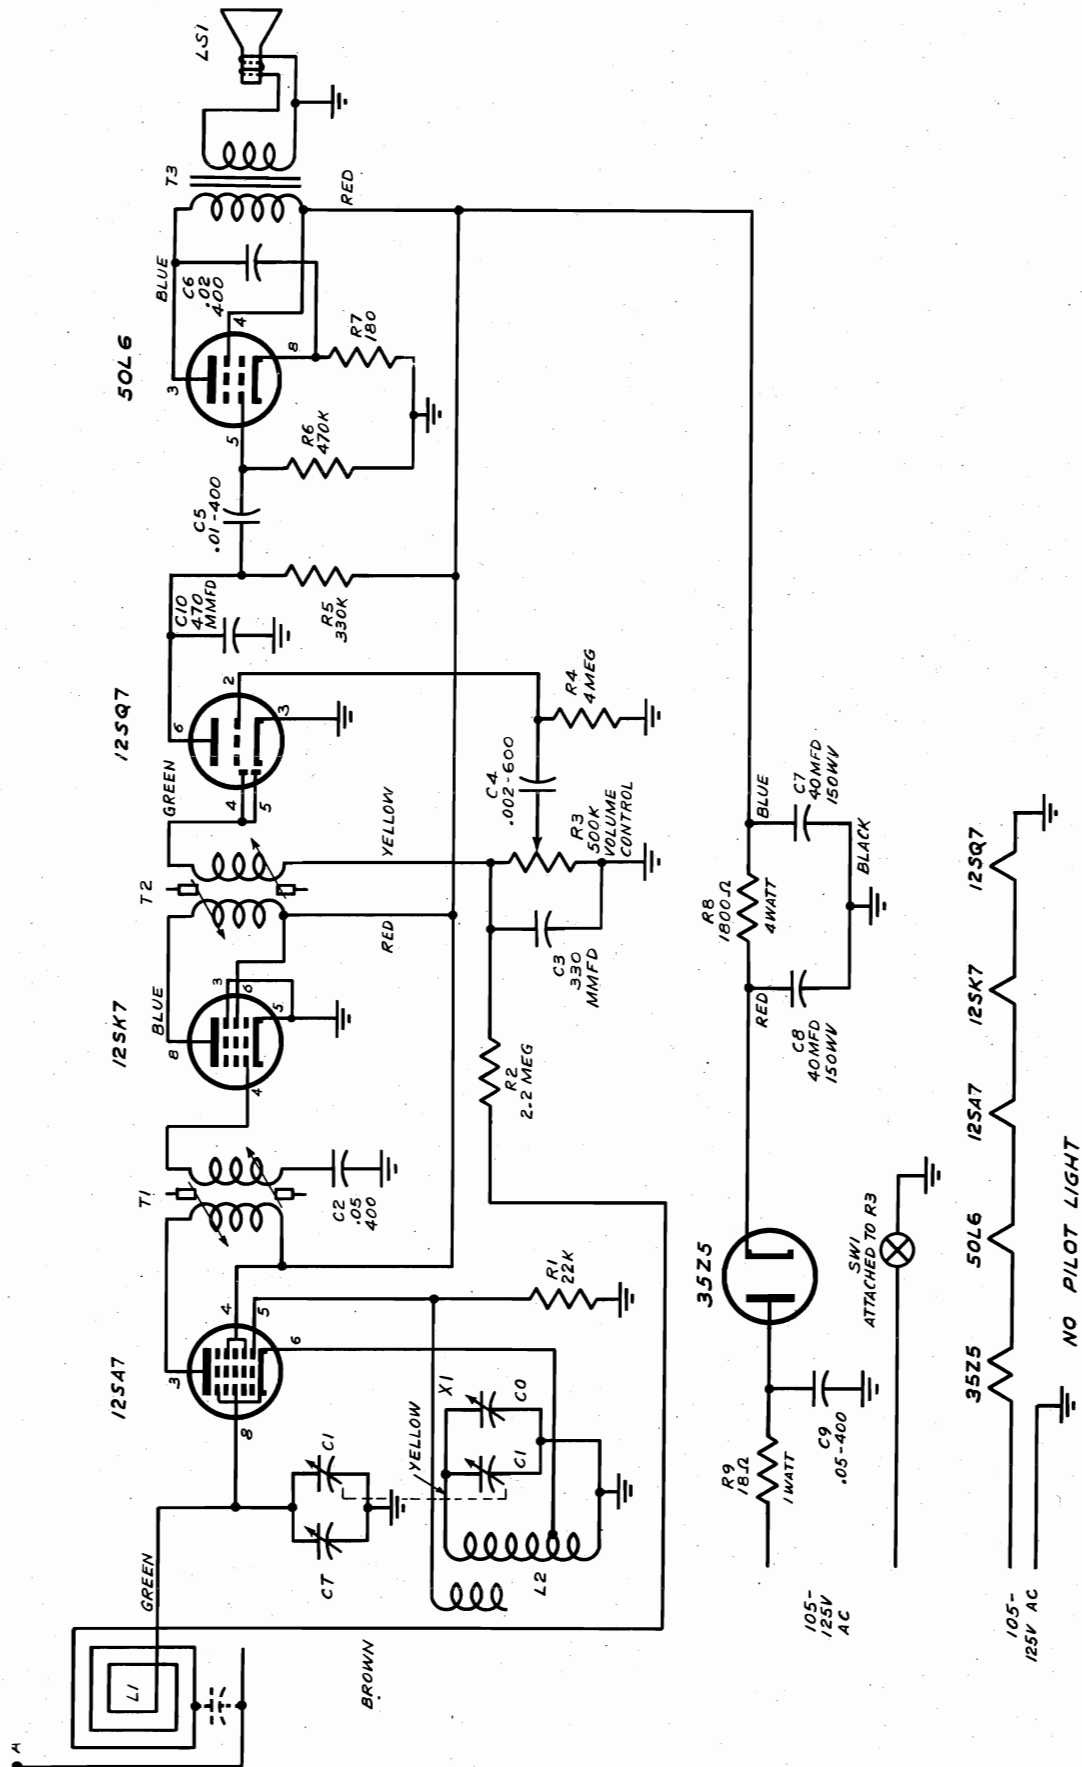 LS1
T3
RED
BLUE
C6
.02
400
4
8
R7
180
50L6
3
5
R6
470K
C5
.01-400
C10
470
MMFD
R5
330K
12SQ7
6
2
3
4
5
GREEN
R4
4MEG
C4
.002-600
R3
500K
VOLUME
CONTROL
YELLOW
T2
RED
C3
330
MMFD
12SK7
BLUE
8
3
6
5
4
R2
2.2 MEG
T1
C2
.05
400
12SA7
3
4
5
6
8
R1
22K
X1
C0
C1
YELLOW
C1
CT
L2
GREEN
L1
A
BROWN
BLUE
C7
40MFD
150WV
BLACK
R8
1800Ω
4WATT
RED
C8
40MFD
150WV
35Z5
SW1
ATTACHED TO R3
C9
.05-400
R9
18Ω
1WATT
105-
125V
AC
35Z5
50L6
12SA7
12SK7
12SQ7
105-
125V AC
NO PILOT LIGHT